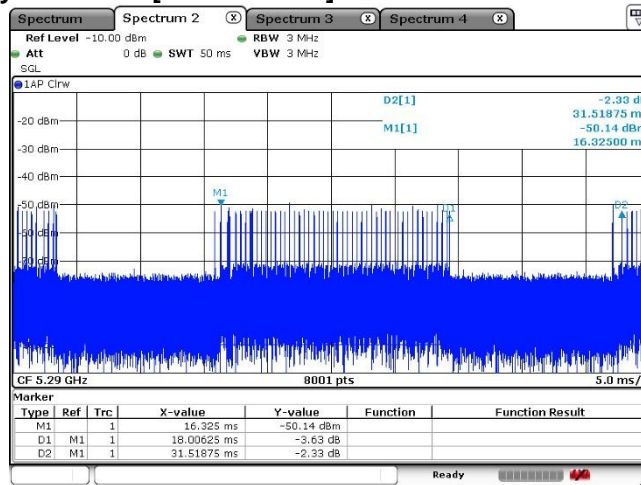 Spectrum Spectrum 2 X Spectrum 3 X Spectrum 4 X
Ref Level -10.00 dBm RBW 3 MHz
Att 0 dB SWT 50 ms VBW 3 MHz
SGL
1AP Clrw
D2[1] -2.33 d
31.51875 m
M1[1] -50.14 dBr
16.32500 m
-20 dBm
-30 dBm
-40 dBm
M1
D2
-50 dBm
D1
-60 dBm
-70 dBm
CF 5.29 GHz 8001 pts 5.0 ms/
Marker
Type Ref Trc X-value Y-value Function Function Result
M1 1 16.325 ms -50.14 dBm
D1 M1 1 18.00625 ms -3.63 dB
D2 M1 1 31.51875 ms -2.33 dB
Ready